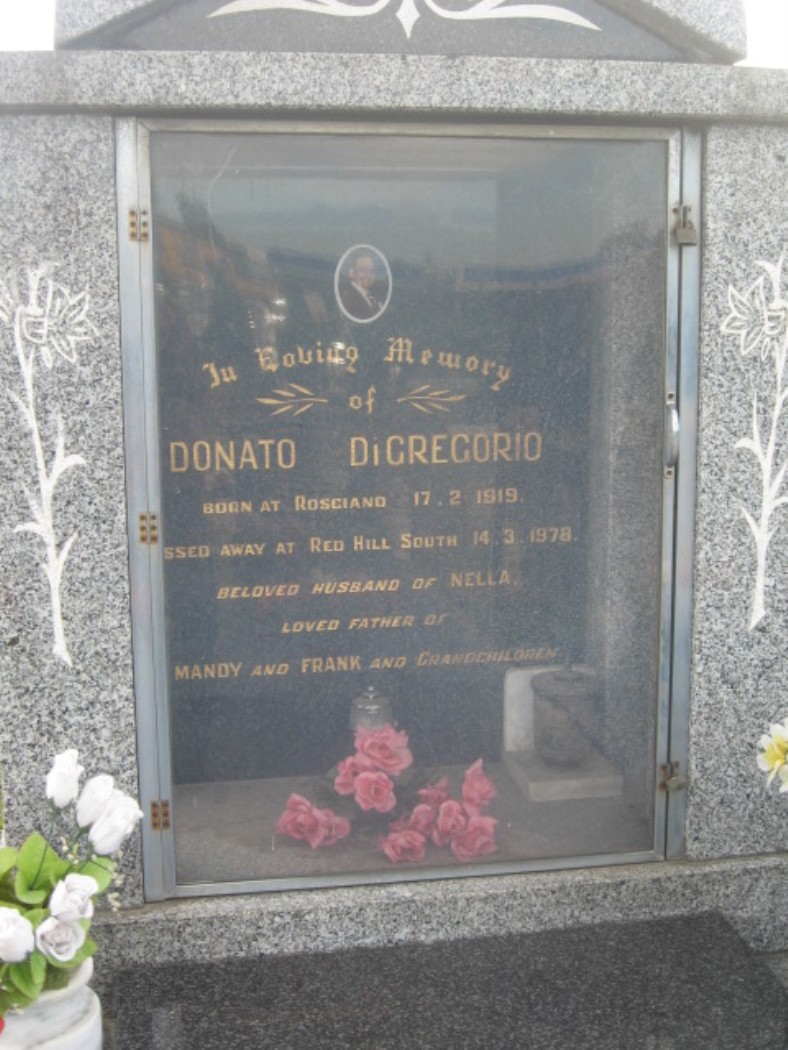 In Loving Memory
of
DONATO DiGREGORIO
BORN AT ROSCIANO 17.2 1919.
SSED AWAY AT RED HILL SOUTH 14.3.1978.
BELOVED HUSBAND OF NELLA.
LOVED FATHER OF
MANDY AND FRANK AND GRANDCHILDREN